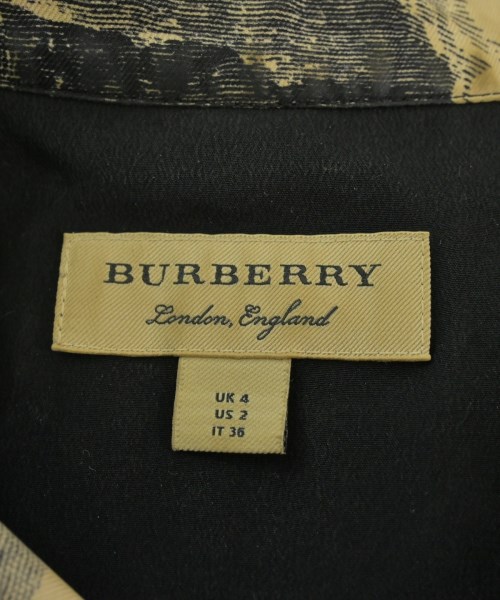 BURBERRY
London, England
UK 4
US 2
IT 36